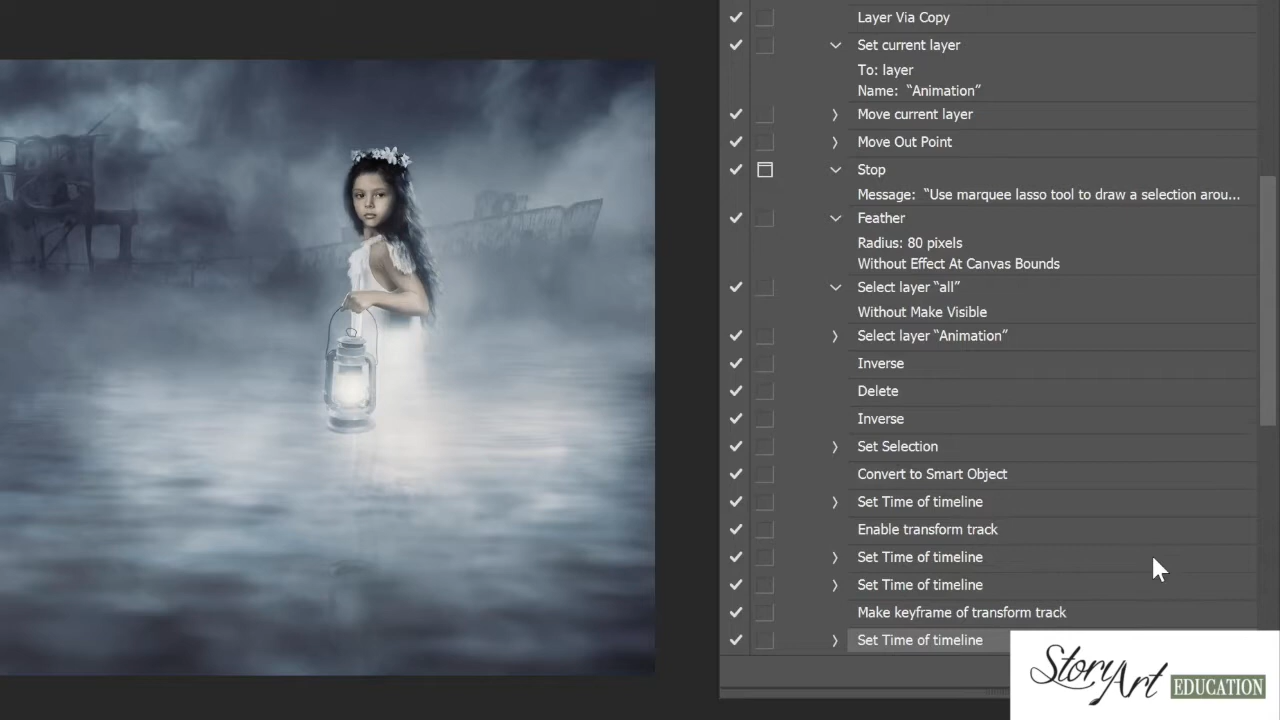 Layer Via Copy
Set current layer
To: layer
Name: “Animation”
Move current layer
Move Out Point
Stop
Message: “Use marquee lasso tool to draw a selection arou...
Feather
Radius: 80 pixels
Without Effect At Canvas Bounds
Select layer “all”
Without Make Visible
Select layer “Animation”
Inverse
Delete
Inverse
Set Selection
Convert to Smart Object
Set Time of timeline
Enable transform track
Set Time of timeline
Set Time of timeline
Make keyframe of transform track
Set Time of timeline
StoryArt EDUCATION